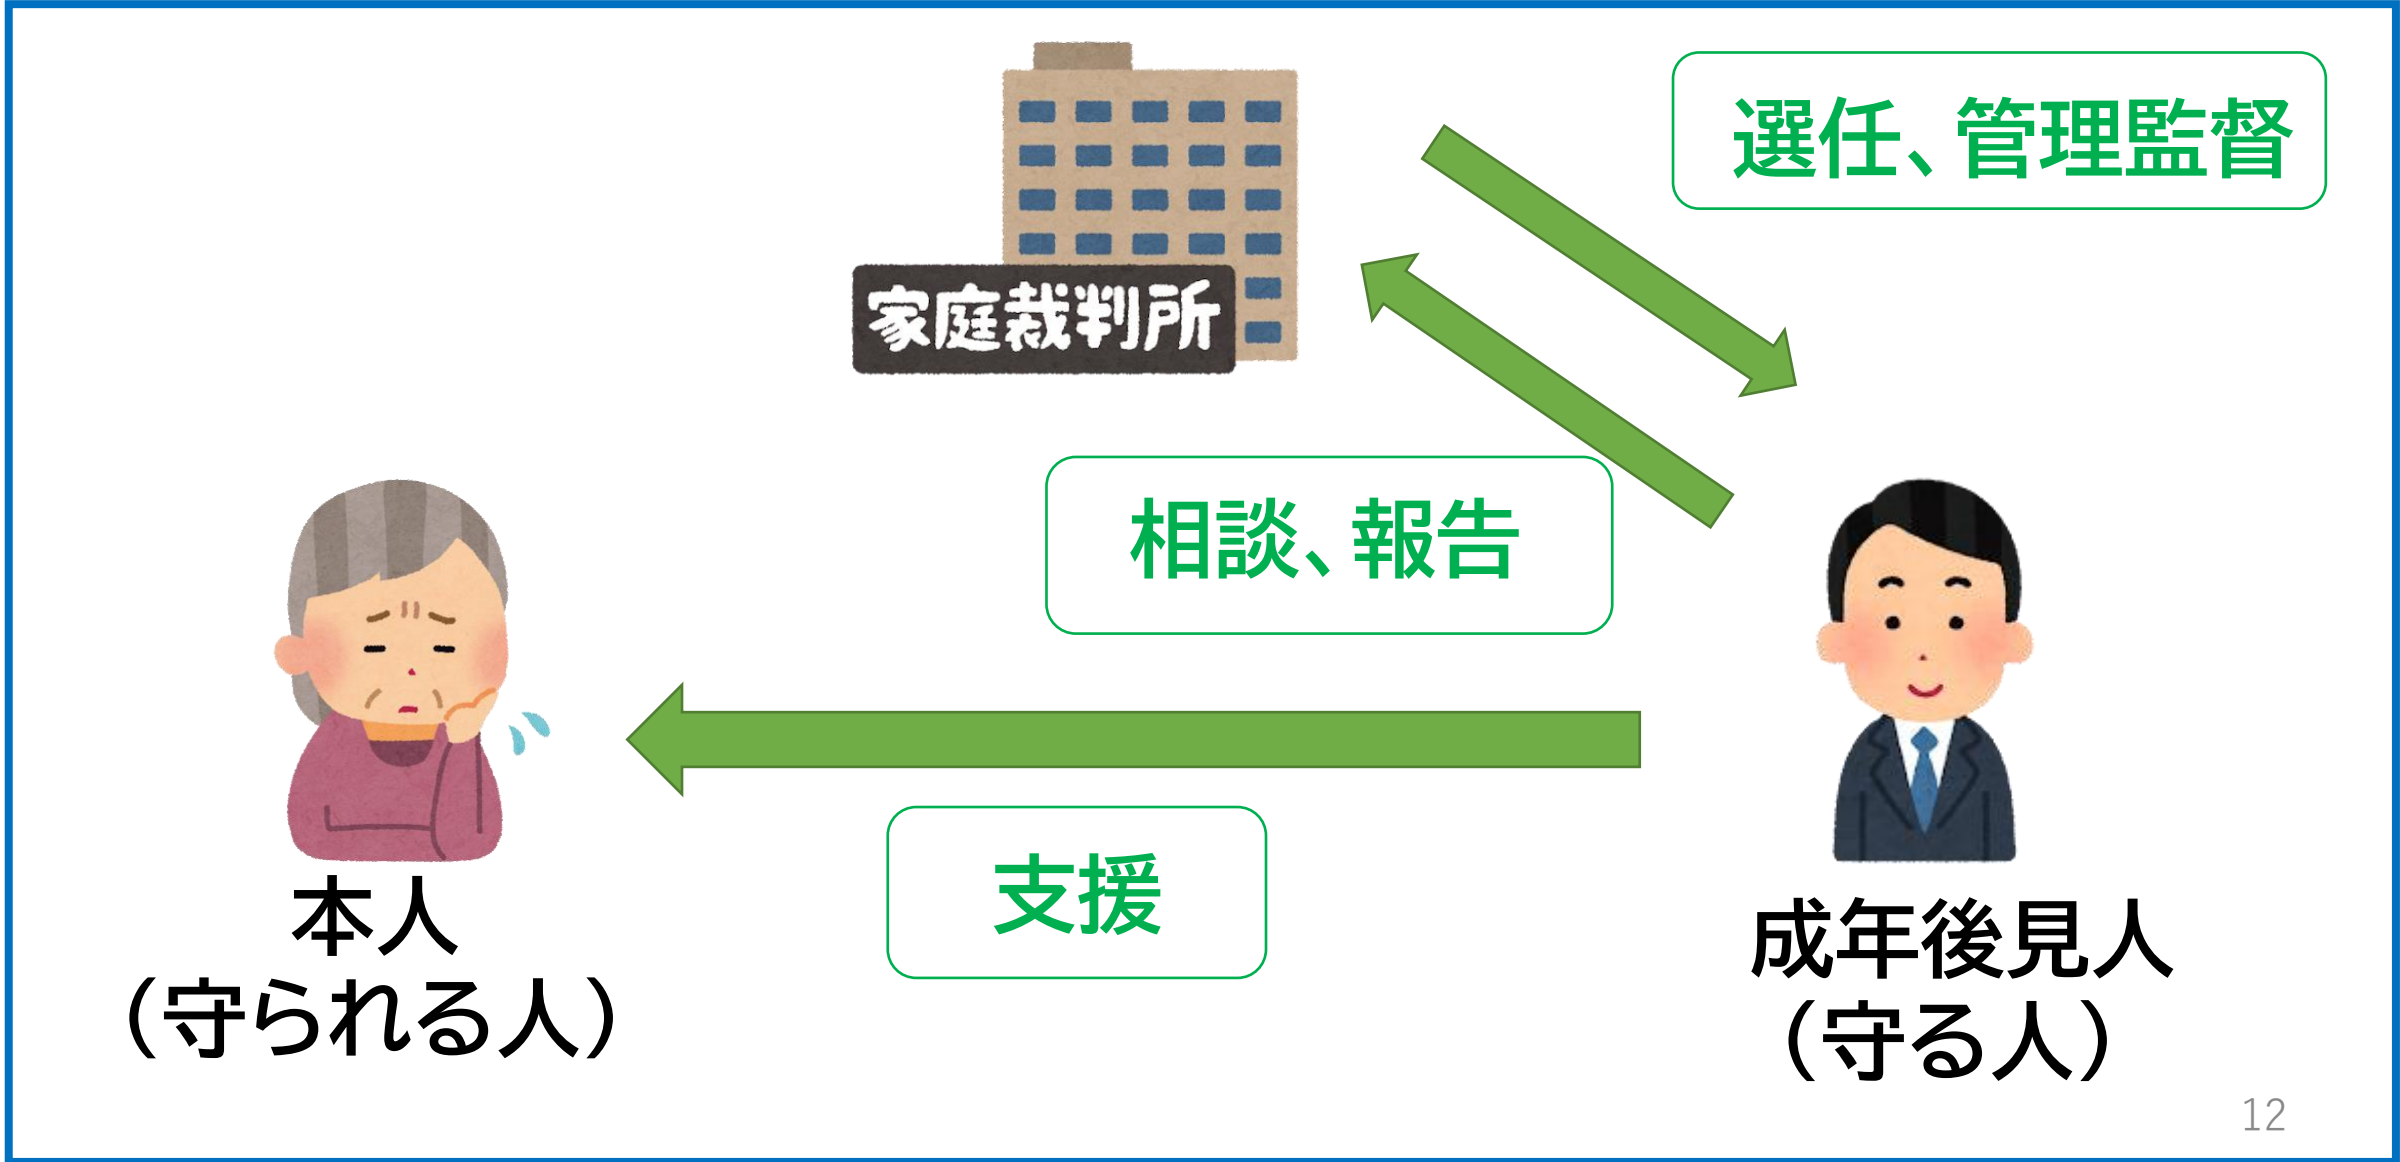 選任、管理監督
家庭裁判所
相談、報告
支援
本人
（守られる人）
成年後見人
（守る人）
12